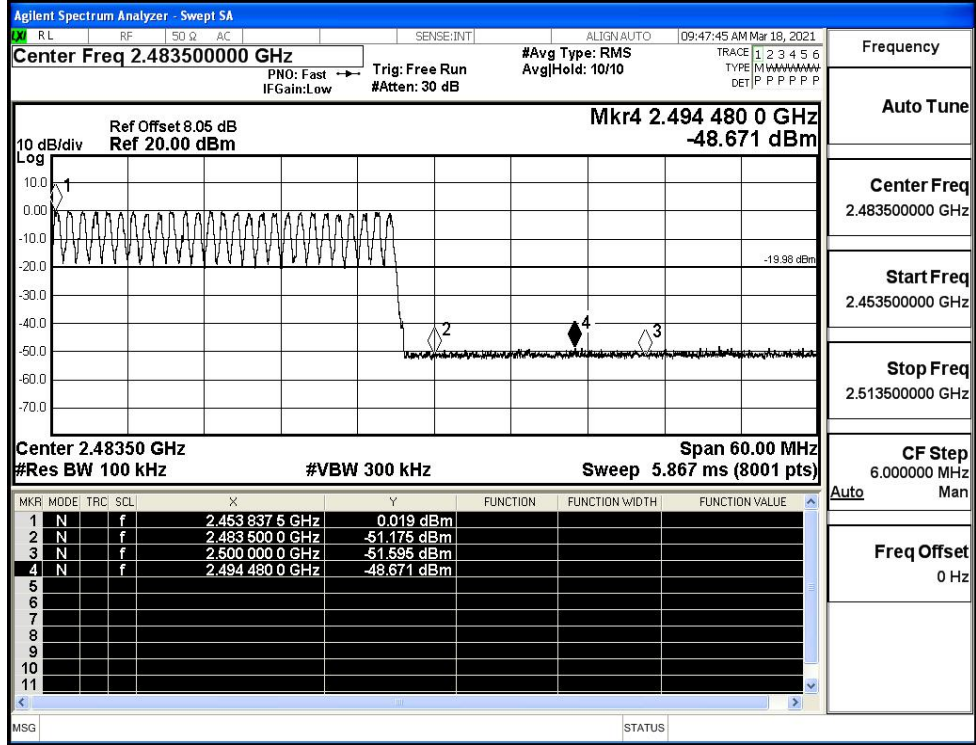 Agilent Spectrum Analyzer - Swept SA
LXI RL RF 50 Ω AC SENSE:INT ALIGN AUTO 09:47:45 AM Mar 18, 2021
Center Freq 2.483500000 GHz
PNO: Fast
IFGain:Low
Trig: Free Run
#Atten: 30 dB
#Avg Type: RMS
Avg|Hold: 10/10
TRACE 1 2 3 4 5 6
TYPE M WWWWW
DET P P P P P P
Frequency
Auto Tune
Center Freq
2.483500000 GHz
Start Freq
2.453500000 GHz
Stop Freq
2.513500000 GHz
CF Step
6.000000 MHz
Auto Man
Freq Offset
0 Hz
Mkr4 2.494 480 0 GHz
-48.671 dBm
Ref Offset 8.05 dB
10 dB/div Ref 20.00 dBm
Log
10.0
0.00
-10.0
-20.0
-30.0
-40.0
-50.0
-60.0
-70.0
1
2
4
3
-19.98 dBm
Center 2.48350 GHz Span 60.00 MHz
#Res BW 100 kHz #VBW 300 kHz Sweep 5.867 ms (8001 pts)
MKR MODE TRC SCL X Y FUNCTION FUNCTION WIDTH FUNCTION VALUE
1 N f 2.453 837 5 GHz 0.019 dBm
2 N f 2.483 500 0 GHz -51.175 dBm
3 N f 2.500 000 0 GHz -51.595 dBm
4 N f 2.494 480 0 GHz -48.671 dBm
5
6
7
8
9
10
11
MSG STATUS